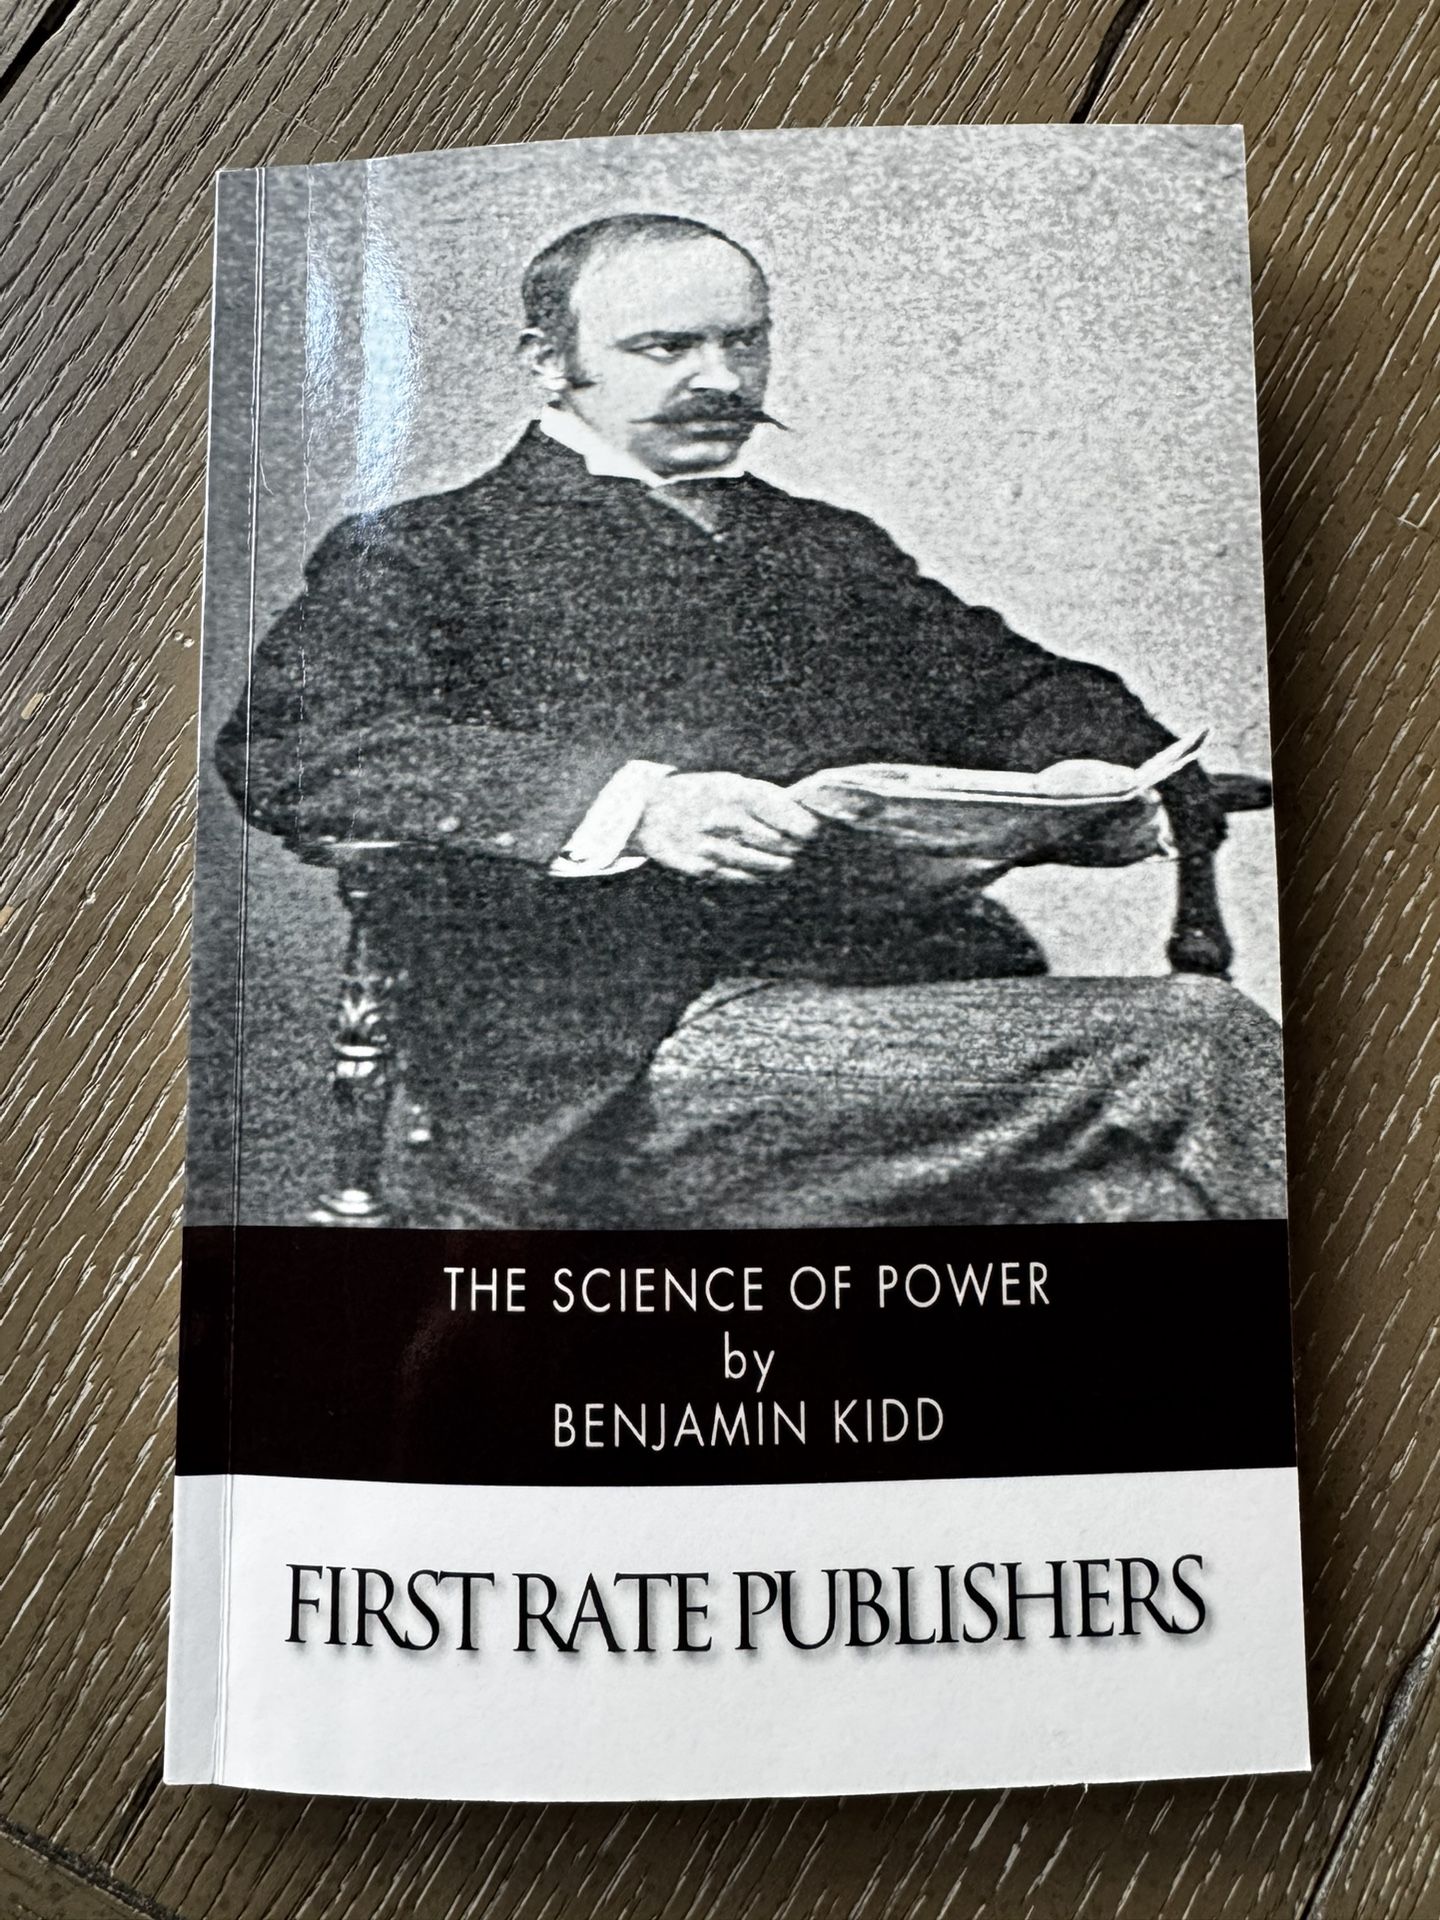 THE SCIENCE OF POWER
by
BENJAMIN KIDD
FIRST RATE PUBLISHERS